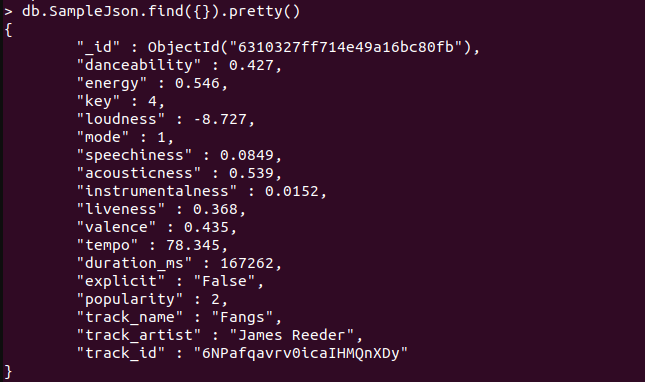 > db.SampleJson.find({}).pretty()
{
"_id" : ObjectId("6310327ff714e49a16bc80fb"),
"danceability" : 0.427,
"energy" : 0.546,
"key" : 4,
"loudness" : -8.727,
"mode" : 1,
"speechiness" : 0.0849,
"acousticness" : 0.539,
"instrumentalness" : 0.0152,
"liveness" : 0.368,
"valence" : 0.435,
"tempo" : 78.345,
"duration_ms" : 167262,
"explicit" : "False",
"popularity" : 2,
"track_name" : "Fangs",
"track_artist" : "James Reeder",
"track_id" : "6NPafqavrv0icaIHMQnXDy"
}